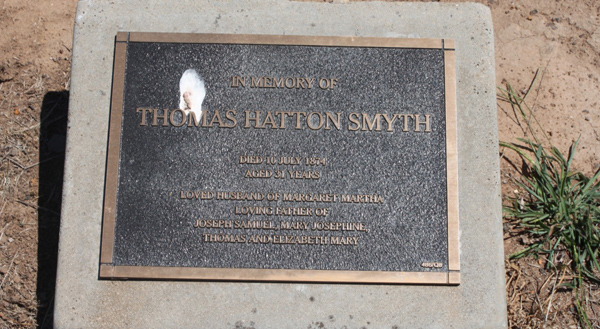 IN MEMORY OF
THOMAS HATTON SMYTH
DIED 16 JULY 1874
AGED 31 YEARS
LOVED HUSBAND OF MARGARET MARTHA
LOVING FATHER OF
JOSEPH SAMUEL, MARY JOSEPHINE,
THOMAS AND ELIZABETH MARY